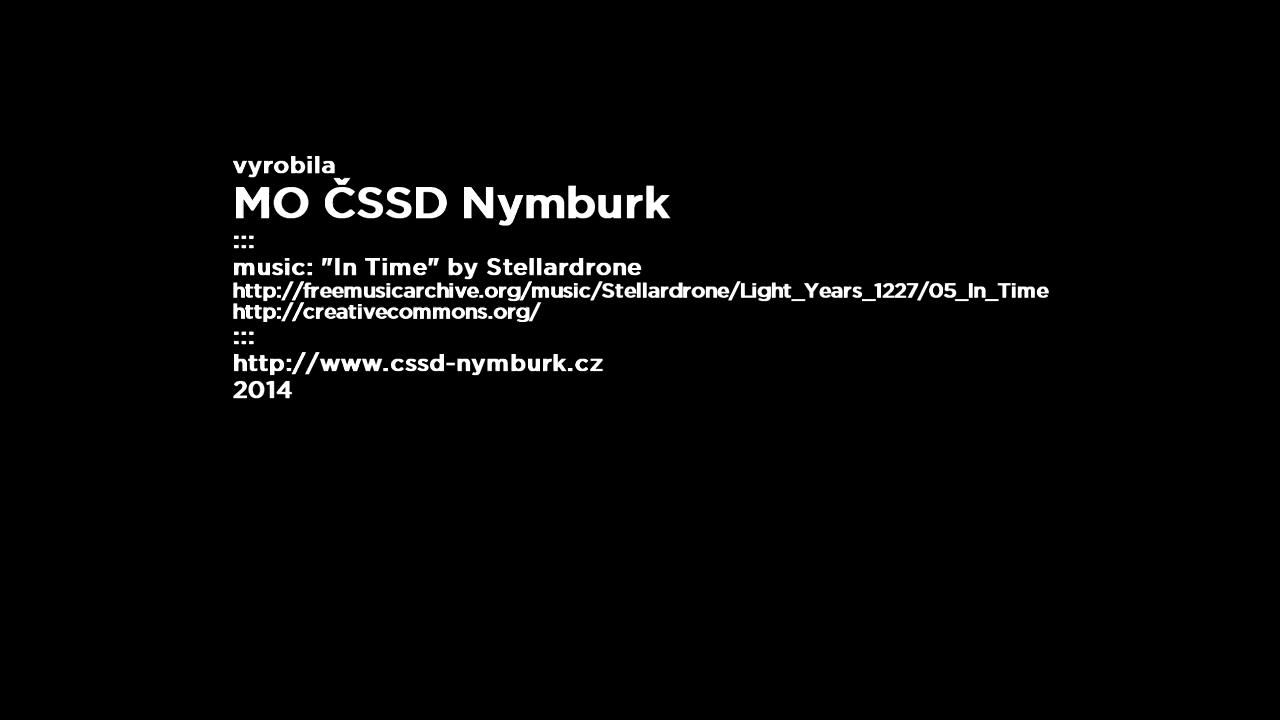 vyrobila
MO ČSSD Nymburk
:::
music: "In Time" by Stellardrone
http://freemusicarchive.org/music/Stellardrone/Light_Years_1227/05_In_Time
http://creativecommons.org/
:::
http://www.cssd-nymburk.cz
2014